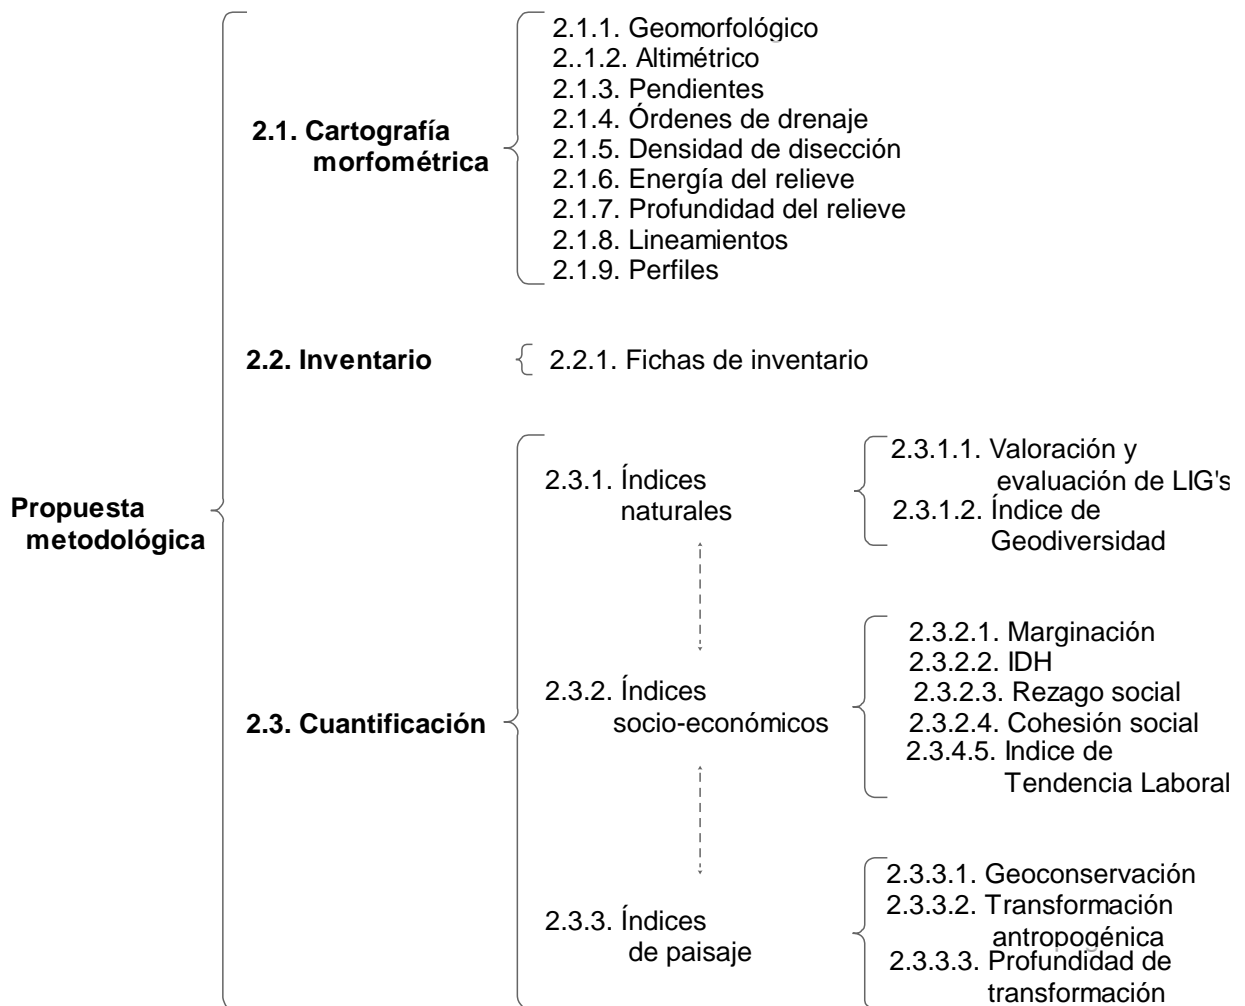 Propuesta
metodológica
2.1. Cartografía
morfométrica
2.1.1. Geomorfológico
2..1.2. Altimétrico
2.1.3. Pendientes
2.1.4. Órdenes de drenaje
2.1.5. Densidad de disección
2.1.6. Energía del relieve
2.1.7. Profundidad del relieve
2.1.8. Lineamientos
2.1.9. Perfiles
2.2. Inventario
2.2.1. Fichas de inventario
2.3. Cuantificación
2.3.1. Índices
naturales
2.3.1.1. Valoración y
evaluación de LIG's
2.3.1.2. Índice de
Geodiversidad
2.3.2. Índices
socio-económicos
2.3.2.1. Marginación
2.3.2.2. IDH
2.3.2.3. Rezago social
2.3.2.4. Cohesión social
2.3.4.5. Indice de
Tendencia Laboral
2.3.3. Índices
de paisaje
2.3.3.1. Geoconservación
2.3.3.2. Transformación
antropogénica
2.3.3.3. Profundidad de
transformación